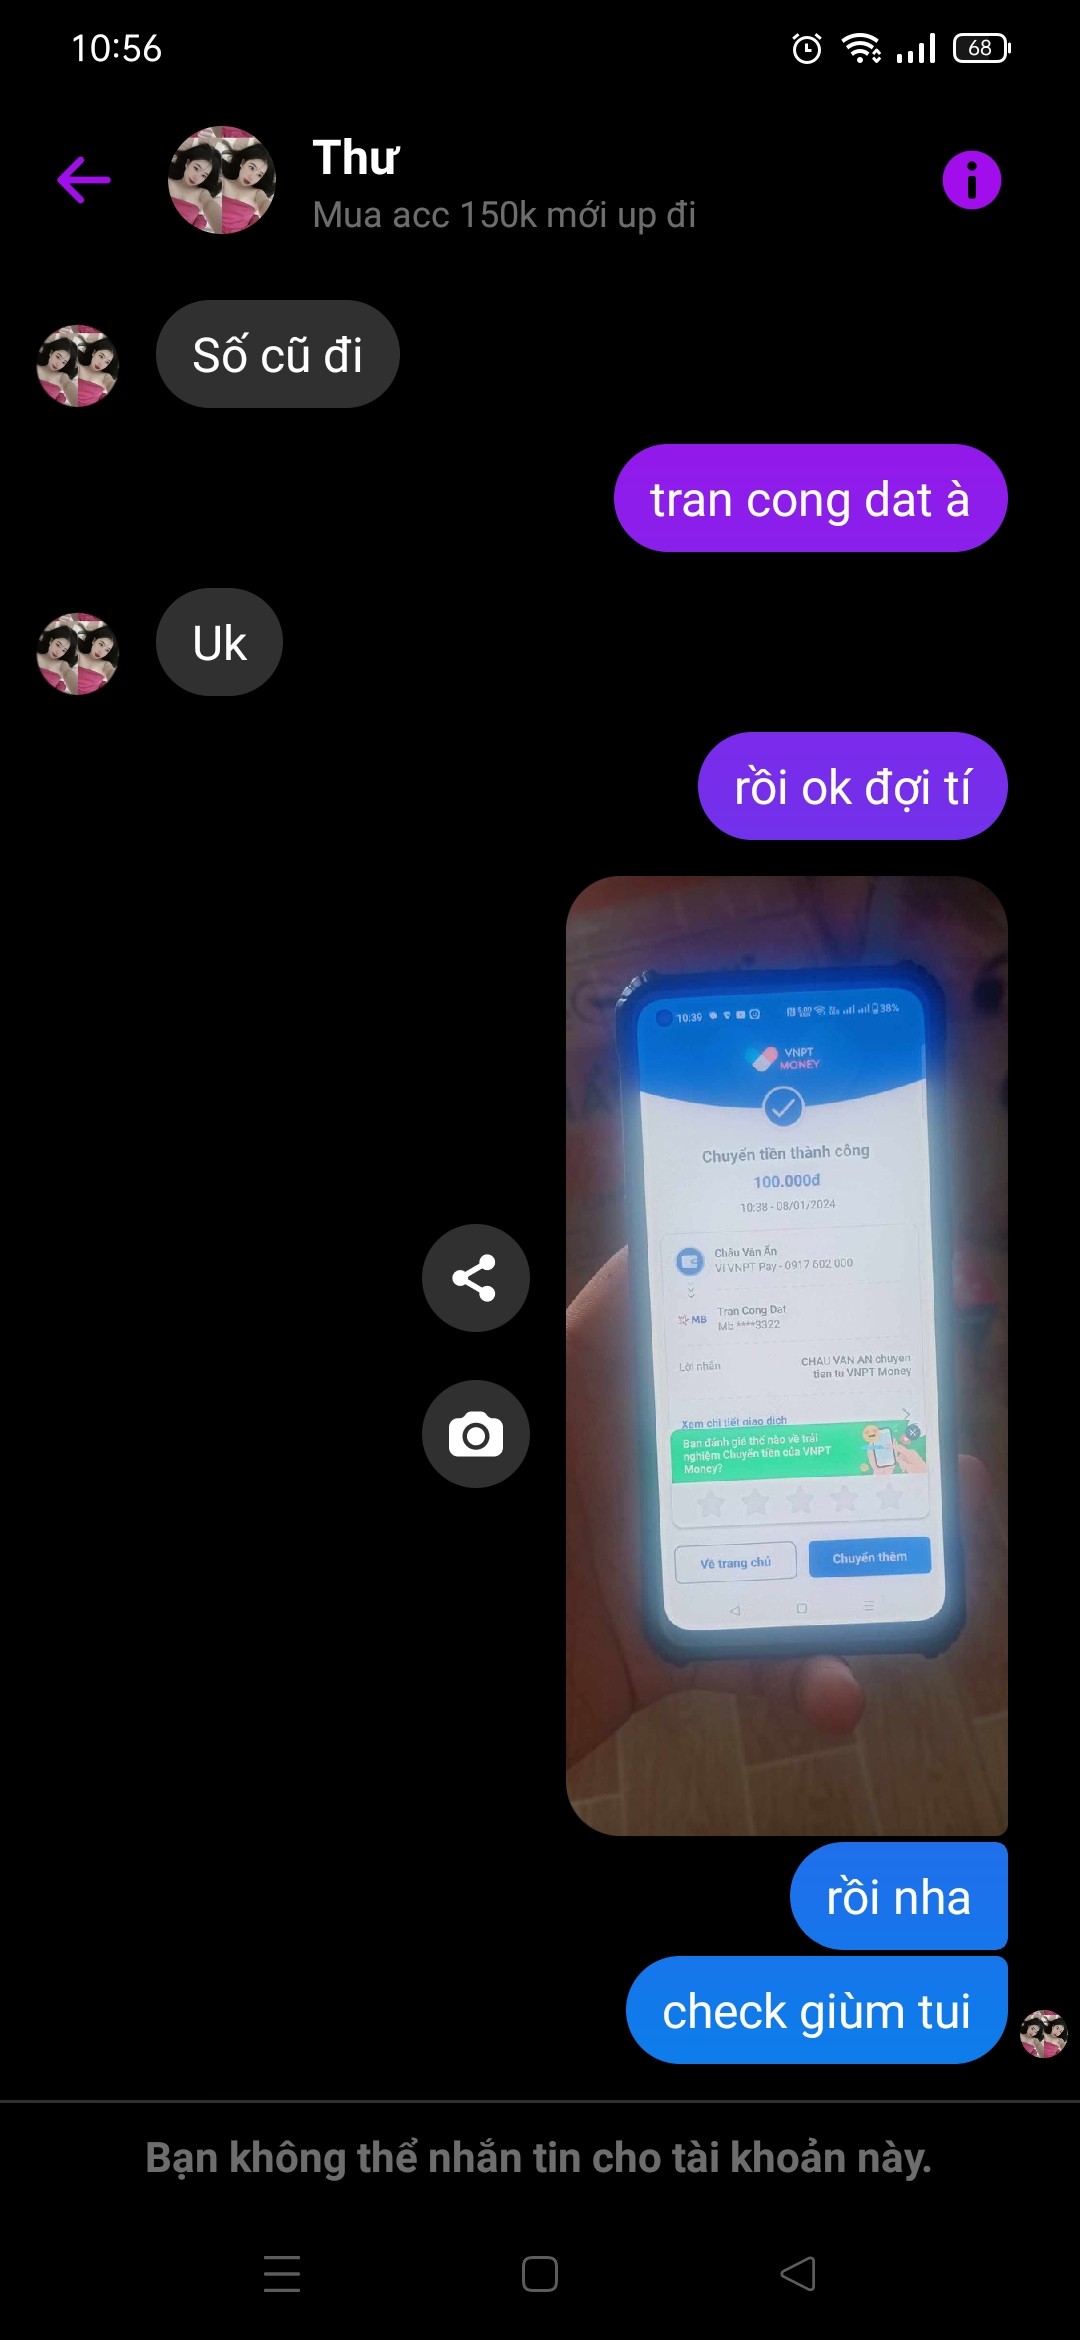 10:56
68
Thư
Mua acc 150k mới up đi
Số cũ đi
tran cong dat à
Uk
rồi ok đợi tí
10:39
38%
VNPT
MONEY
Chuyển tiền thành công
100.000đ
10:38 - 08/01/2024
Châu Văn Ấn
Ví VNPT Pay - 0917 602 000
MB
Tran Cong Dat
Mb ****3322
Lời nhắn
CHAU VAN AN chuyen
tien tu VNPT Money
Xem chi tiết giao dịch
Bạn đánh giá thế nào về trải
nghiệm Chuyển tiền của VNPT
Money?
Về trang chủ
Chuyển thêm
rồi nha
check giùm tui
Bạn không thể nhắn tin cho tài khoản này.